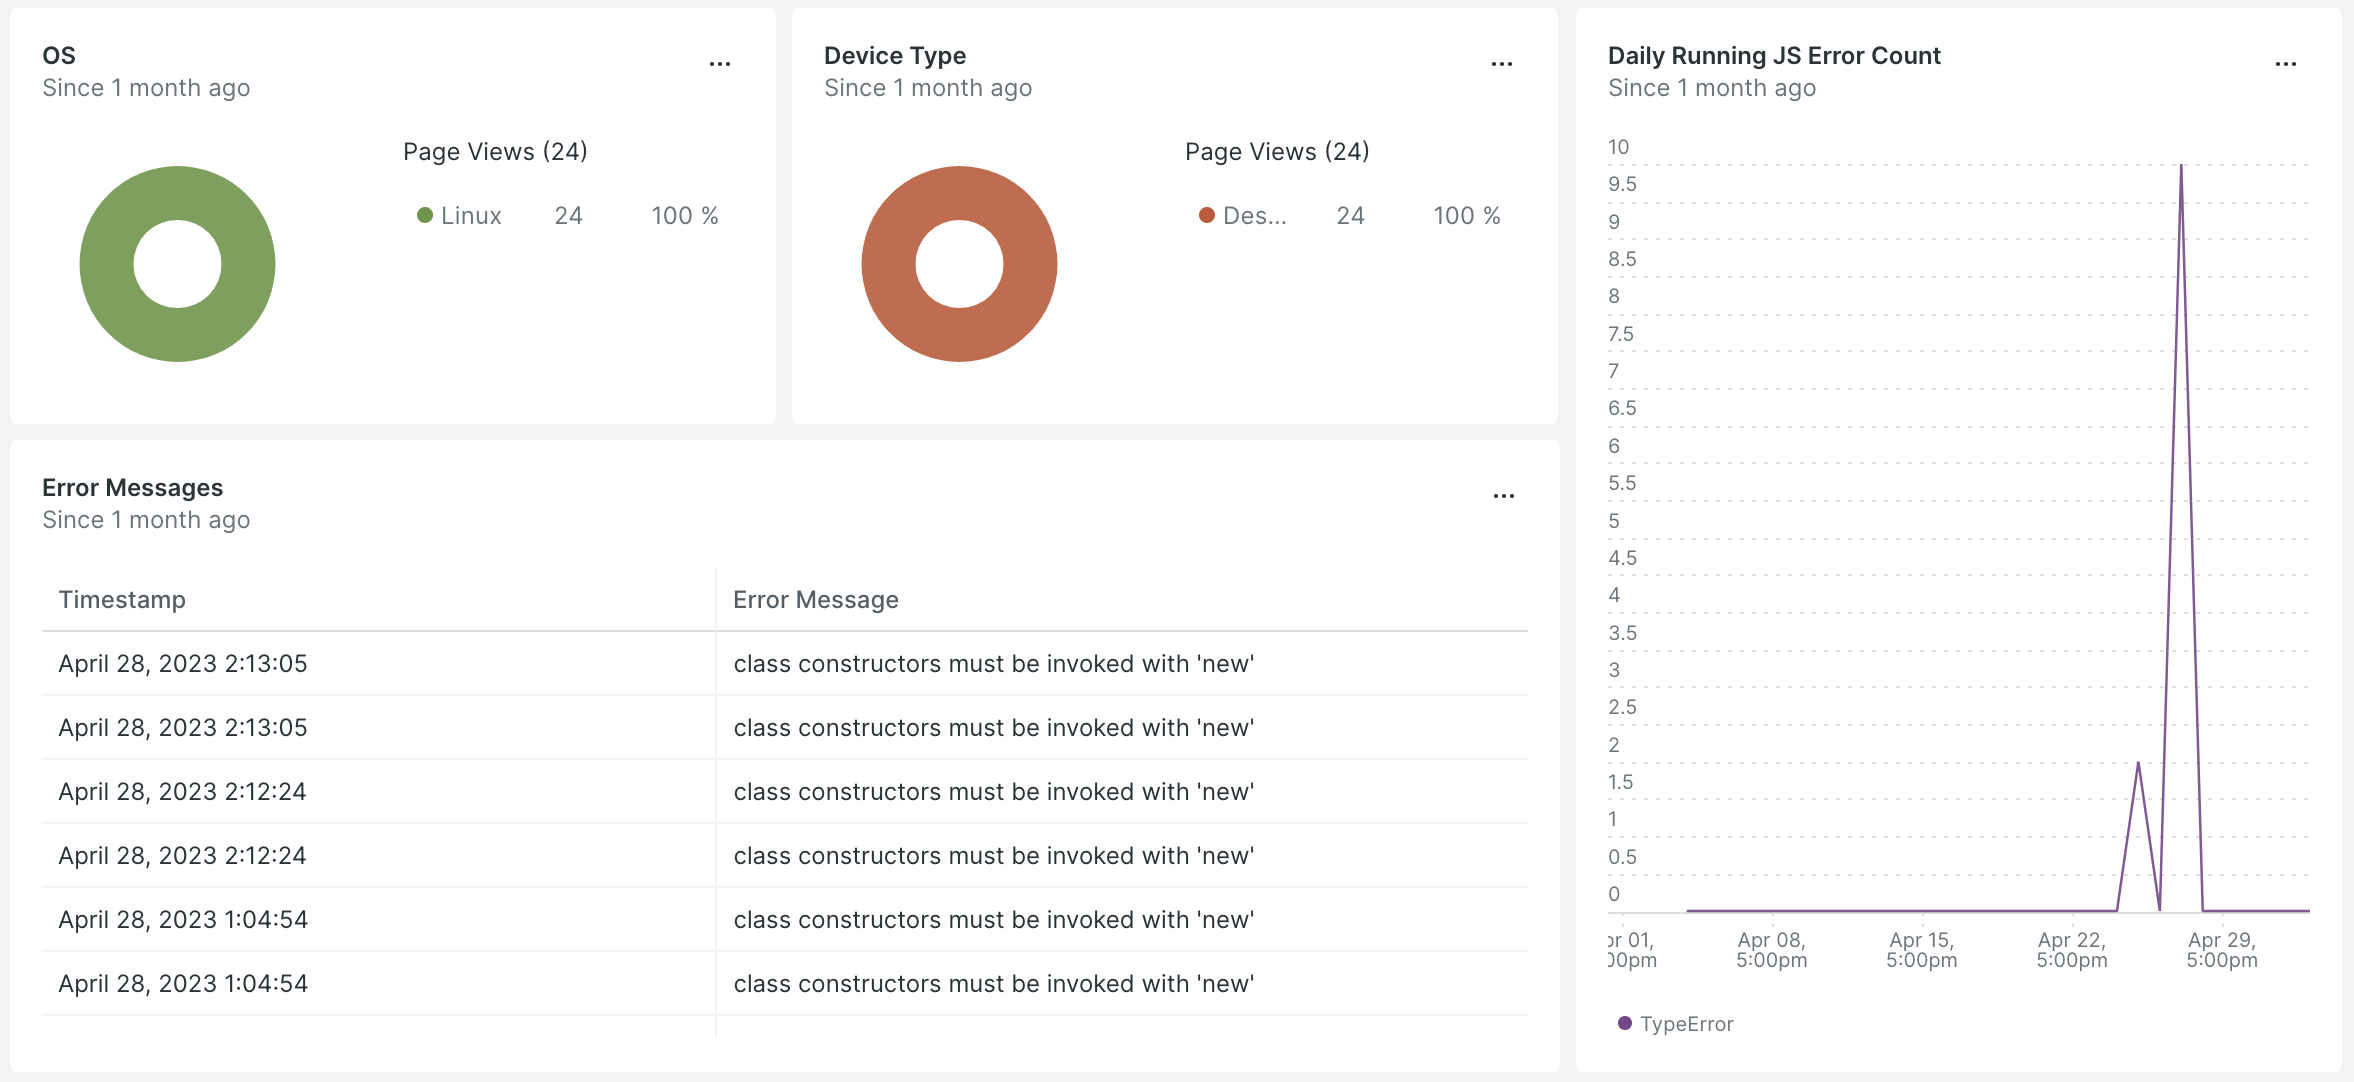 OS
Since 1 month ago
Page Views (24)
Linux 24 100 %
Device Type
Since 1 month ago
Page Views (24)
Des... 24 100 %
Error Messages
Since 1 month ago
Timestamp Error Message
April 28, 2023 2:13:05 class constructors must be invoked with 'new'
April 28, 2023 2:13:05 class constructors must be invoked with 'new'
April 28, 2023 2:12:24 class constructors must be invoked with 'new'
April 28, 2023 2:12:24 class constructors must be invoked with 'new'
April 28, 2023 1:04:54 class constructors must be invoked with 'new'
April 28, 2023 1:04:54 class constructors must be invoked with 'new'
Daily Running JS Error Count
Since 1 month ago
10
9.5
9
8.5
8
7.5
7
6.5
6
5.5
5
4.5
4
3.5
3
2.5
2
1.5
1
0.5
0
pr 01, Apr 08, Apr 15, Apr 22, Apr 29,
00pm 5:00pm 5:00pm 5:00pm 5:00pm
TypeError